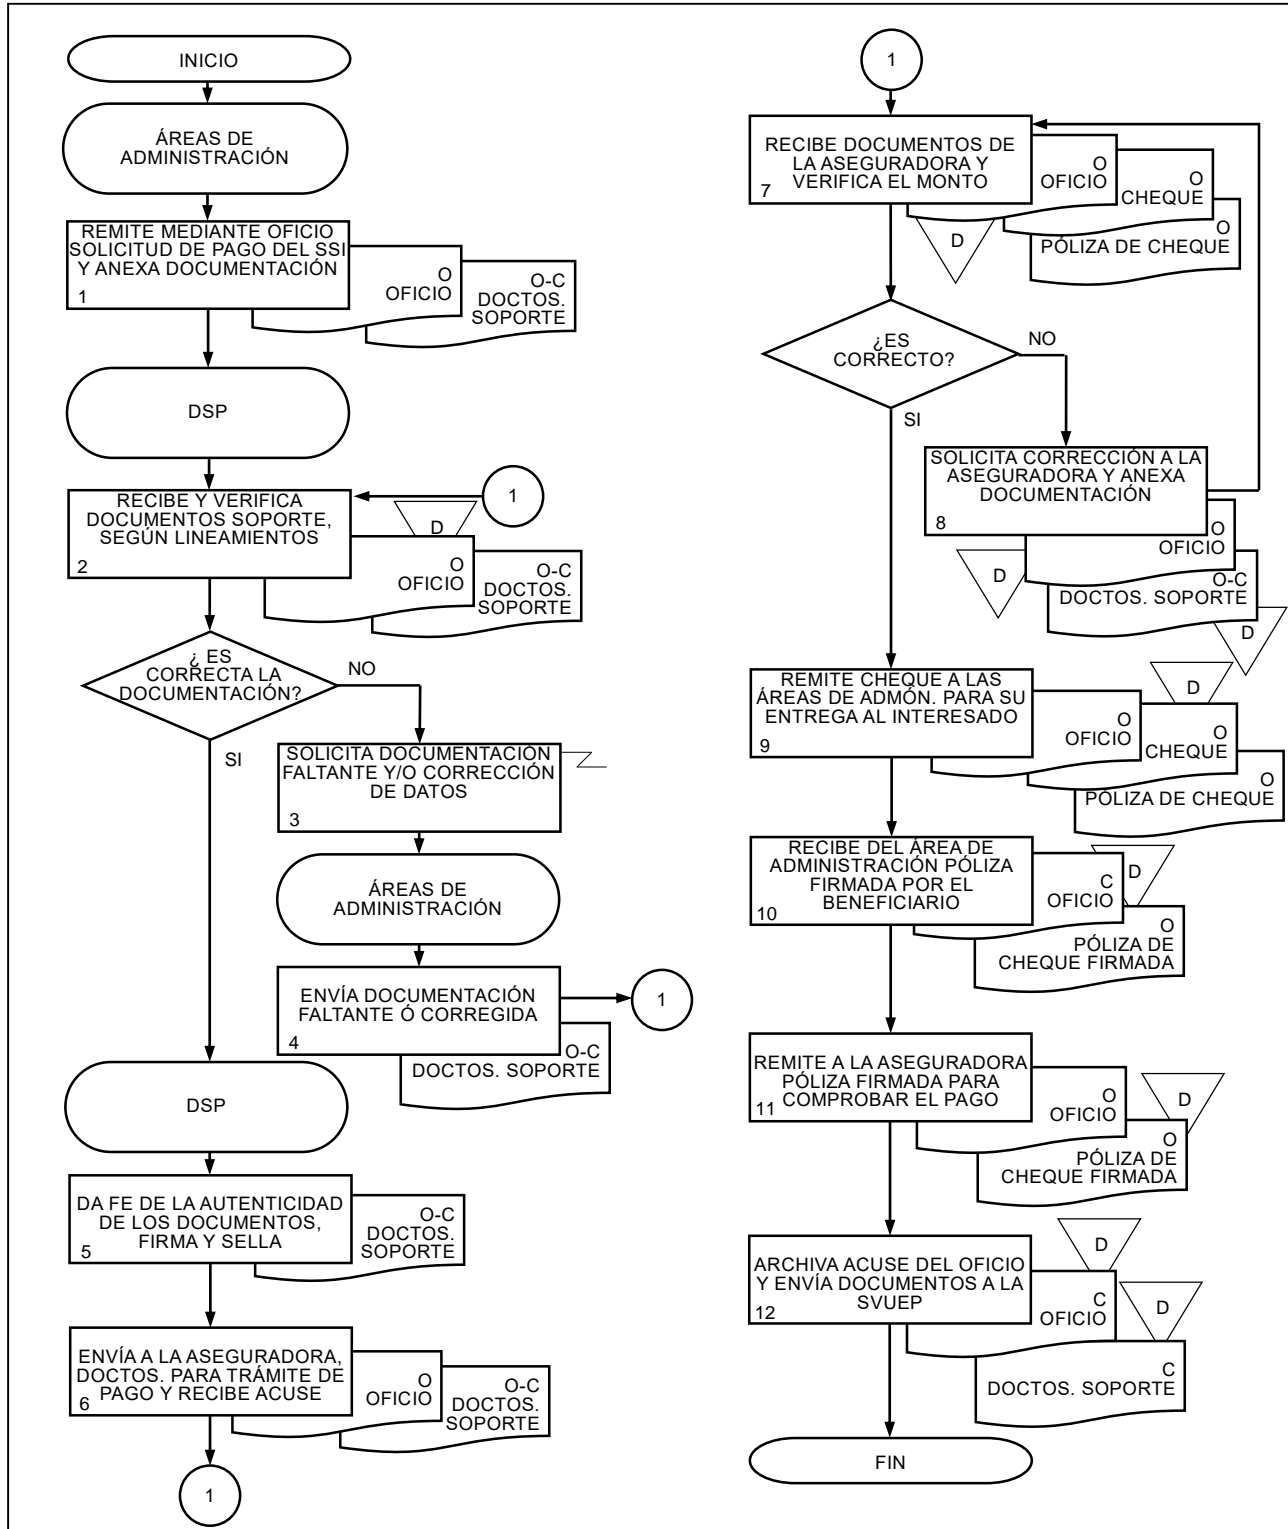 INICIO
ÁREAS DE
ADMINISTRACIÓN
REMITE MEDIANTE OFICIO
SOLICITUD DE PAGO DEL SSI
Y ANEXA DOCUMENTACIÓN
1
O
OFICIO
O-C
DOCTOS.
SOPORTE
DSP
1
RECIBE Y VERIFICA
DOCUMENTOS SOPORTE,
SEGÚN LINEAMIENTOS
2
D
O
OFICIO
O-C
DOCTOS.
SOPORTE
¿ ES
CORRECTA LA
DOCUMENTACIÓN?
NO
SI
SOLICITA DOCUMENTACIÓN
FALTANTE Y/O CORRECCIÓN
DE DATOS
3
ÁREAS DE
ADMINISTRACIÓN
ENVÍA DOCUMENTACIÓN
FALTANTE Ó CORREGIDA
4
1
O-C
DOCTOS. SOPORTE
DSP
DA FE DE LA AUTENTICIDAD
DE LOS DOCUMENTOS,
FIRMA Y SELLA
5
O-C
DOCTOS.
SOPORTE
ENVÍA A LA ASEGURADORA,
DOCTOS. PARA TRÁMITE DE
PAGO Y RECIBE ACUSE
6
O
OFICIO
O-C
DOCTOS.
SOPORTE
1
1
RECIBE DOCUMENTOS DE
LA ASEGURADORA Y
VERIFICA EL MONTO
7
O
OFICIO
O
CHEQUE
O
PÓLIZA DE CHEQUE
D
¿ES
CORRECTO?
NO
SI
SOLICITA CORRECCIÓN A LA
ASEGURADORA Y ANEXA
DOCUMENTACIÓN
8
O
OFICIO
D
O-C
DOCTOS. SOPORTE
D
REMITE CHEQUE A LAS
ÁREAS DE ADMÓN. PARA SU
ENTREGA AL INTERESADO
9
D
O
OFICIO
O
CHEQUE
O
PÓLIZA DE CHEQUE
RECIBE DEL ÁREA DE
ADMINISTRACIÓN PÓLIZA
FIRMADA POR EL
BENEFICIARIO
10
D
C
OFICIO
O
PÓLIZA DE
CHEQUE FIRMADA
REMITE A LA ASEGURADORA
PÓLIZA FIRMADA PARA
COMPROBAR EL PAGO
11
D
O
OFICIO
O
PÓLIZA DE
CHEQUE FIRMADA
ARCHIVA ACUSE DEL OFICIO
Y ENVÍA DOCUMENTOS A LA
SVUEP
12
D
C
OFICIO
D
C
DOCTOS. SOPORTE
FIN